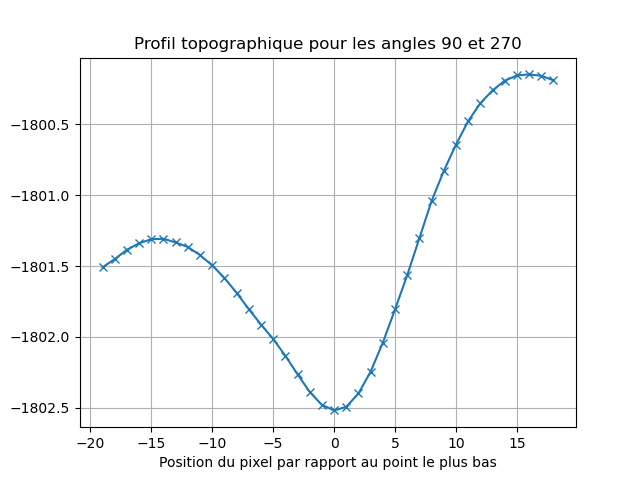 Profil topographique pour les angles 90 et 270
−1800.5
−1801.0
−1801.5
−1802.0
−1802.5
−20 −15 −10 −5 0 5 10 15
Position du pixel par rapport au point le plus bas